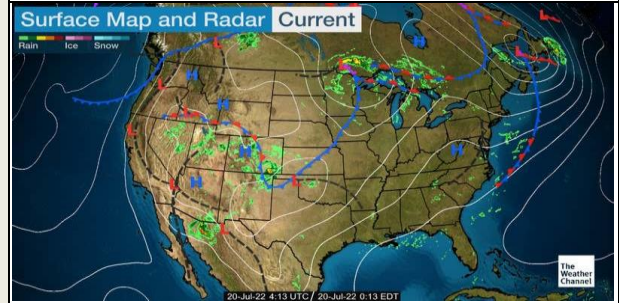 Surface Map and Radar Current
Rain Ice Snow
L
L
H
H
L
H
L
L
H
L
H
L
L
H
H
L
L
The
Weather
Channel
20-Jul-22 4:13 UTC / 20-Jul-22 0:13 EDT